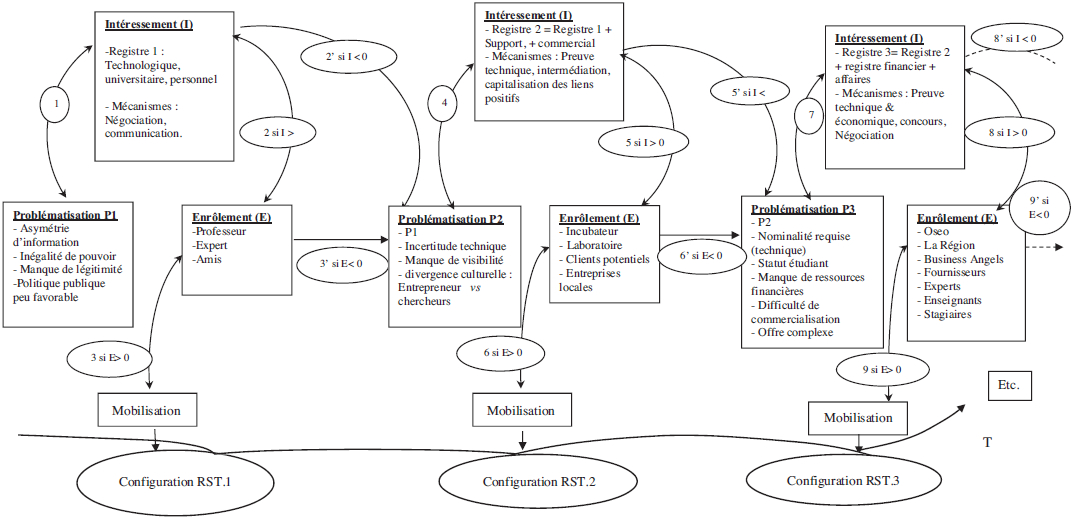 Intéressement (I)
-Registre 1 :
Technologique,
universitaire, personnel
- Mécanismes :
Négociation,
communication.
1
2' si I < 0
2 si I >
Problématisation P1
- Asymétrie
d'information
- Inégalité de pouvoir
- Manque de légitimité
-Politique publique
peu favorable
Enrôlement (E)
-Professeur
-Expert
-Amis
3' si E< 0
3 si E> 0
Mobilisation
Configuration RST.1
Intéressement (I)
- Registre 2 = Registre 1 +
Support, + commercial
- Mécanismes : Preuve
technique, intermédiation,
capitalisation des liens
positifs
4
5' si I <
5 si I > 0
Problématisation P2
- P1
- Incertitude technique
- Manque de visibilité
- divergence culturelle :
Entrepreneur vs
chercheurs
Enrôlement (E)
- Incubateur
- Laboratoire
- Clients potentiels
- Entreprises
locales
6' si E< 0
6 si E> 0
Mobilisation
Configuration RST.2
Intéressement (I)
- Registre 3= Registre 2
+ registre financier +
affaires
- Mécanismes : Preuve
technique &
économique, concours,
Négociation
7
8' si I < 0
8 si I > 0
Problématisation P3
- P2
- Nominalité requise
(technique)
- Statut étudiant
- Manque de ressources
financières
- Difficulté de
commercialisation
- Offre complexe
Enrôlement (E)
- Oseo
- La Région
- Business Angels
- Fournisseurs
- Experts
- Enseignants
- Stagiaires
9' si
E<0
9 si E> 0
Mobilisation
Configuration RST.3
Etc.
T